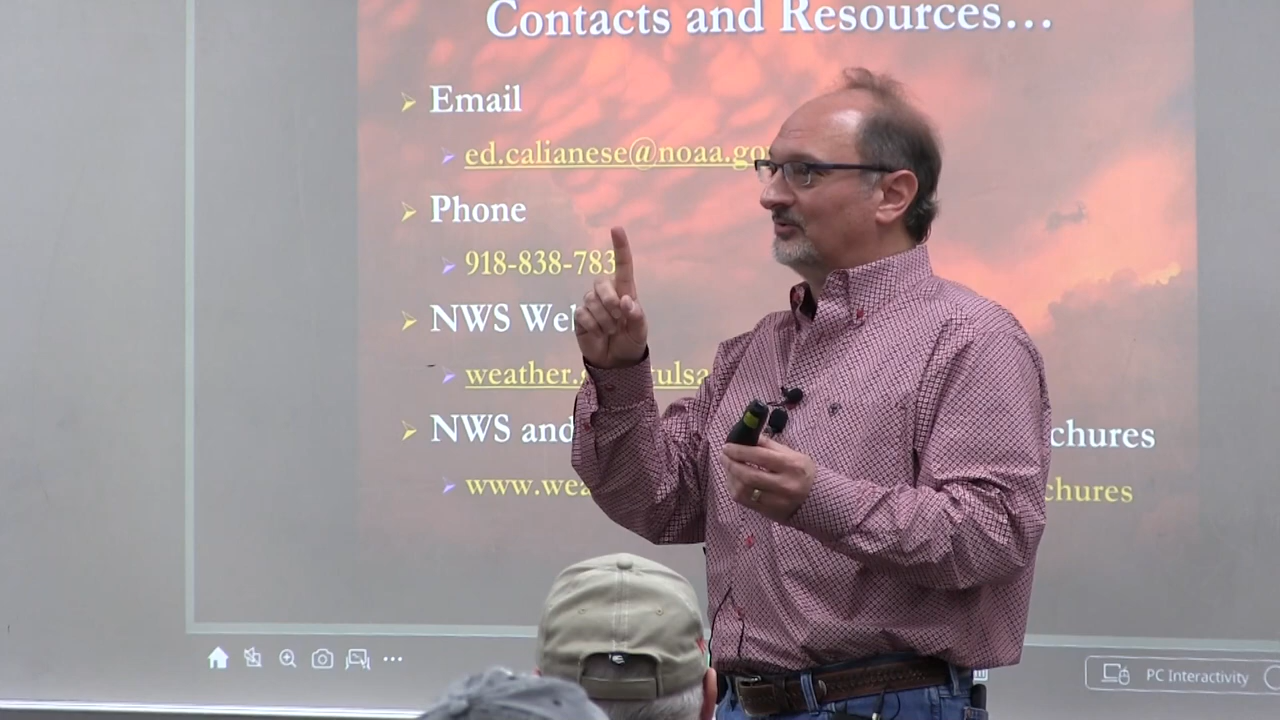 Contacts and Resources...
Email
ed.calianese@noaa.go
Phone
918-838-783
NWS We
weather. tulsa
NWS and chures
www.wea chures
PC Interactivity